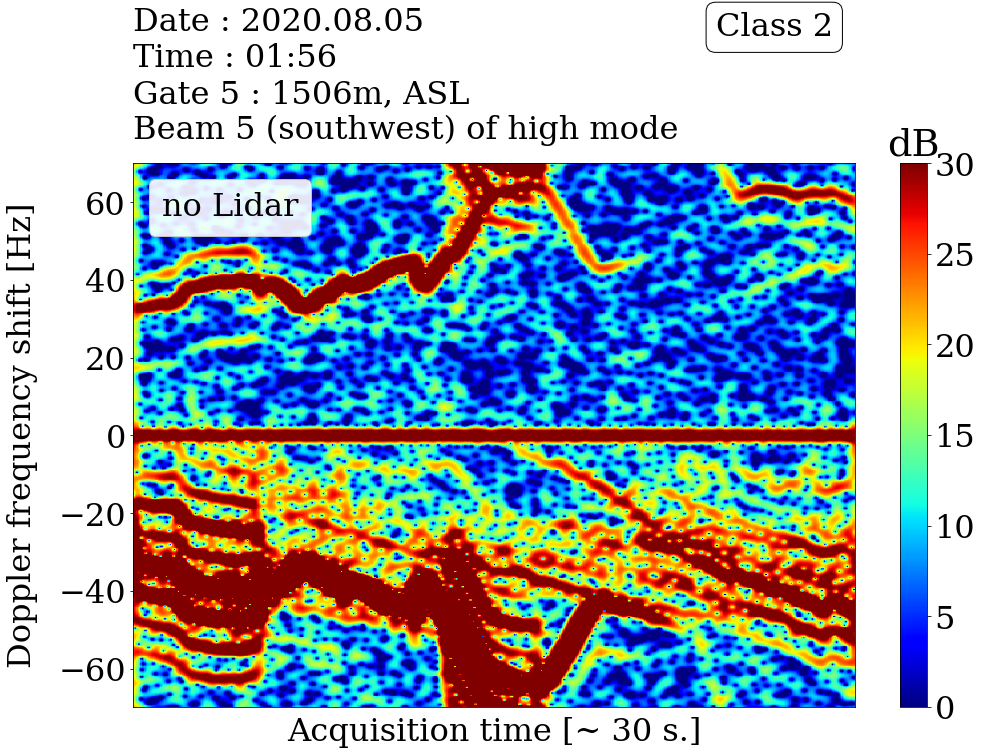 Date : 2020.08.05
Time : 01:56
Gate 5 : 1506m, ASL
Beam 5 (southwest) of high mode
Class 2
dB
no Lidar
Doppler frequency shift [Hz]
60
40
20
0
−20
−40
−60
30
25
20
15
10
5
0
Acquisition time [~ 30 s.]